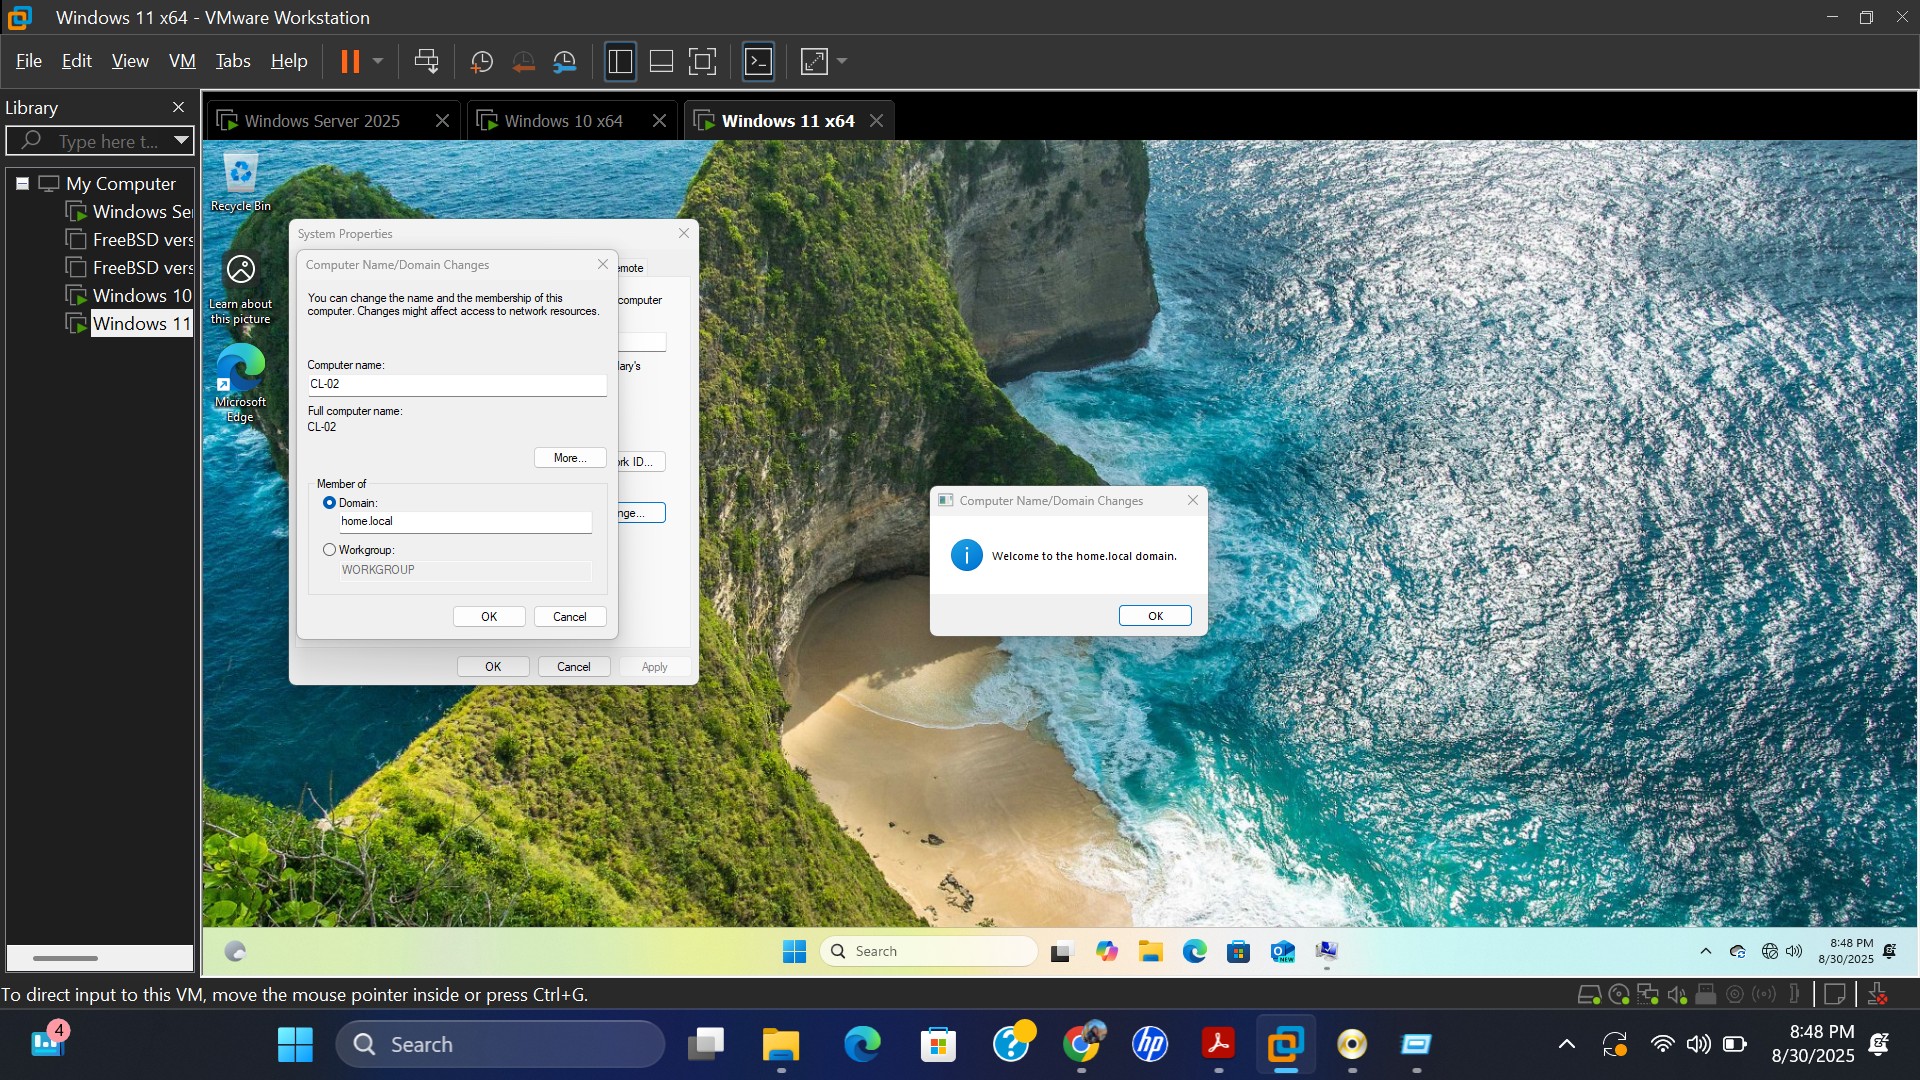 Windows 11 x64 - VMware Workstation
File Edit View VM Tabs Help
Library
Type here t...
My Computer
Windows Ser
FreeBSD vers
FreeBSD vers
Windows 10
Windows 11
Windows Server 2025
Windows 10 x64
Windows 11 x64
Recycle Bin
Learn about
this picture
Microsoft
Edge
System Properties
emote
computer
lary's
ork ID...
nge...
OK Cancel Apply
Computer Name/Domain Changes
You can change the name and the membership of this
computer. Changes might affect access to network resources.
Computer name:
CL-02
Full computer name:
CL-02
More...
Member of
Domain:
home.local
Workgroup:
WORKGROUP
OK Cancel
Computer Name/Domain Changes
Welcome to the home.local domain.
OK
Search
NEW
8:48 PM
8/30/2025
To direct input to this VM, move the mouse pointer inside or press Ctrl+G.
4
Search
hp
8:48 PM
8/30/2025